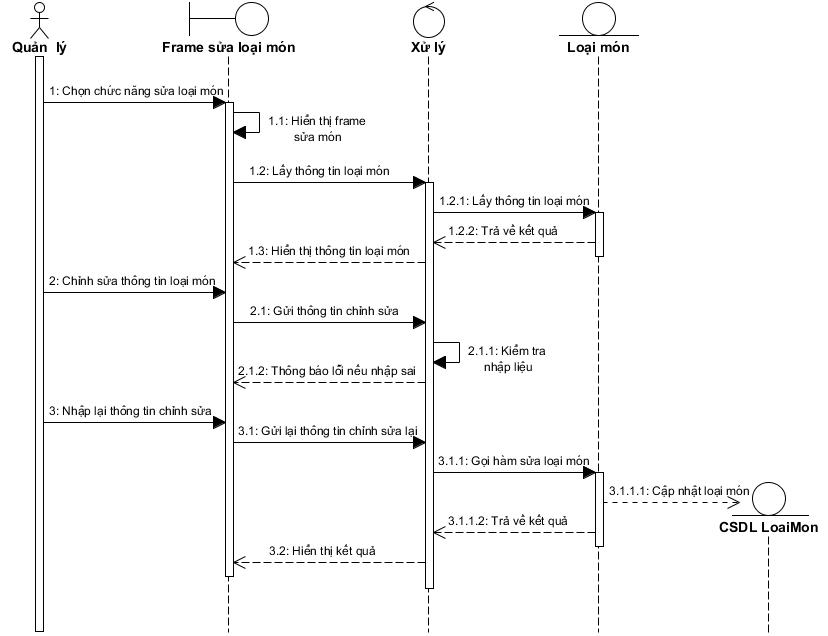 Quản lý
Frame sửa loại món
Xử lý
Loại món
1: Chọn chức năng sửa loại món
1.1: Hiển thị frame
sửa món
1.2: Lấy thông tin loại món
1.2.1: Lấy thông tin loại món
1.2.2: Trả về kết quả
1.3: Hiển thị thông tin loại món
2: Chỉnh sửa thông tin loại món
2.1: Gửi thông tin chỉnh sửa
2.1.1: Kiểm tra
nhập liệu
2.1.2: Thông báo lỗi nếu nhập sai
3: Nhập lại thông tin chỉnh sửa
3.1: Gửi lại thông tin chỉnh sửa lại
3.1.1: Gọi hàm sửa loại món
3.1.1.1: Cập nhật loại món
CSDL LoaiMon
3.1.1.2: Trả về kết quả
3.2: Hiển thị kết quả